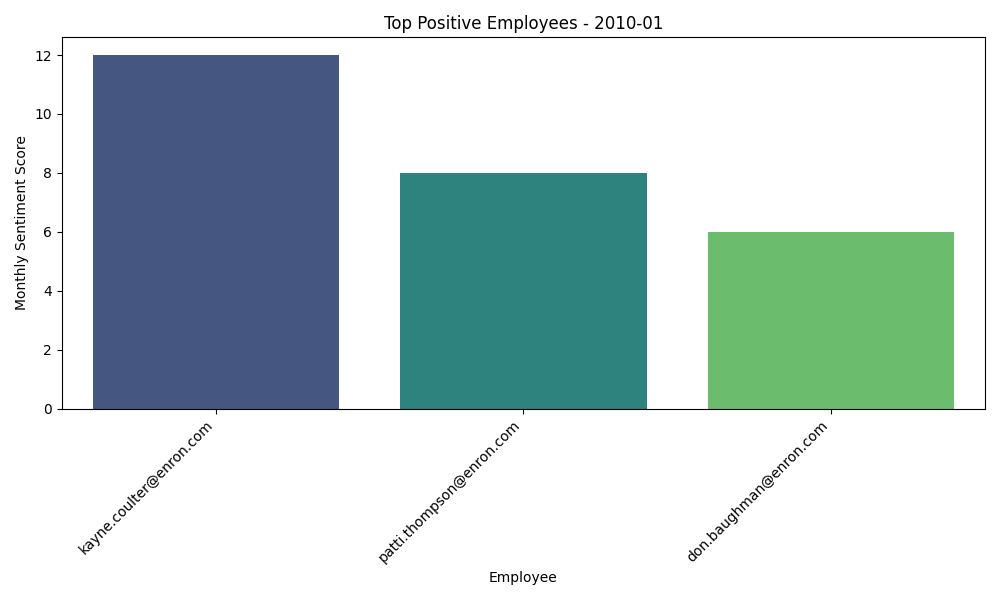 Top Positive Employees - 2010-01
Monthly Sentiment Score
12
10
8
6
4
2
0
kayne.coulter@enron.com
patti.thompson@enron.com
don.baughman@enron.com
Employee